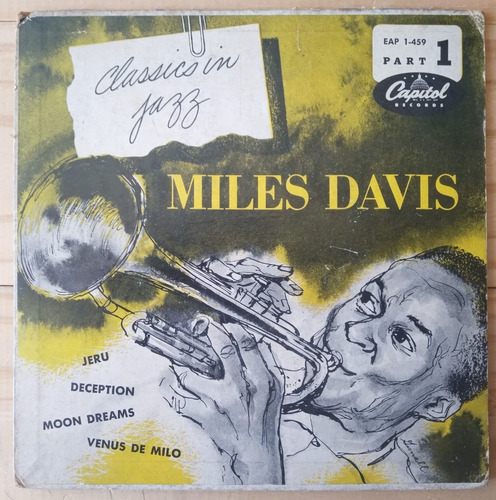 Classics in
jazz
EAP 1-459
PART 1
Capitol
RECORDS
MILES DAVIS
JERU
DECEPTION
MOON DREAMS
VENUS DE MILO